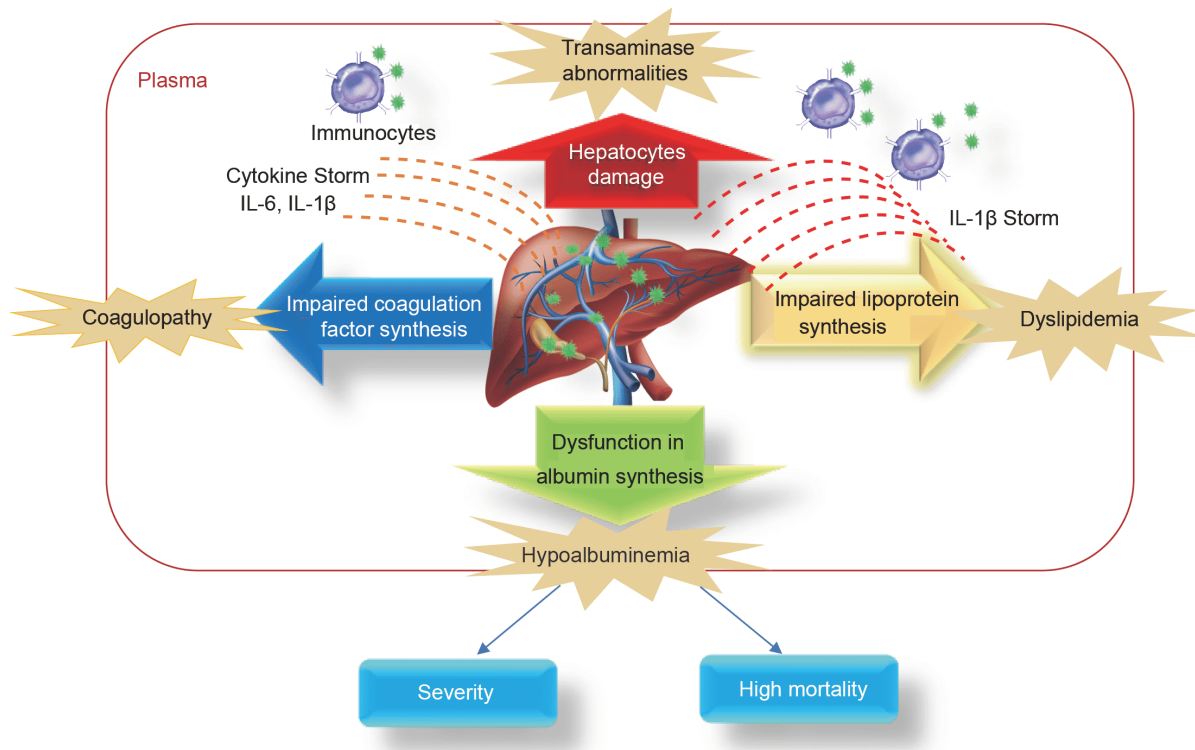 Transaminase
abnormalities
Plasma
Immunocytes
Hepatocytes
damage
Cytokine Storm
IL-6, IL-1β
IL-1β Storm
Coagulopathy
Impaired coagulation
factor synthesis
Impaired lipoprotein
synthesis
Dyslipidemia
Dysfunction in
albumin synthesis
Hypoalbuminemia
Severity
High mortality